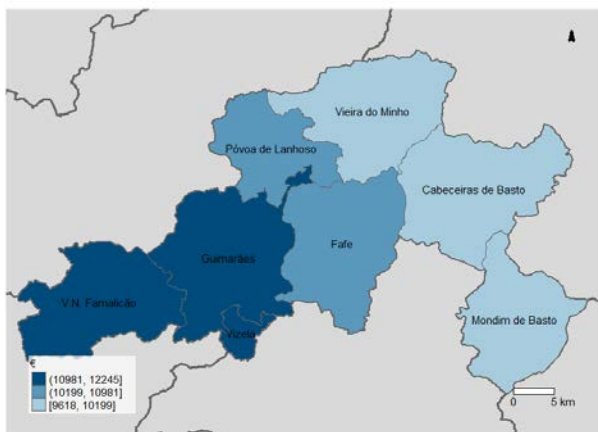 Vieira do Minho
Póvoa de Lanhoso
Cabeceiras de Basto
Guimarães
Fafe
V.N. Famalicão
Mondim de Basto
Vizela
€
(10981, 12245]
(10199, 10981]
[9618, 10199]
0 5 km